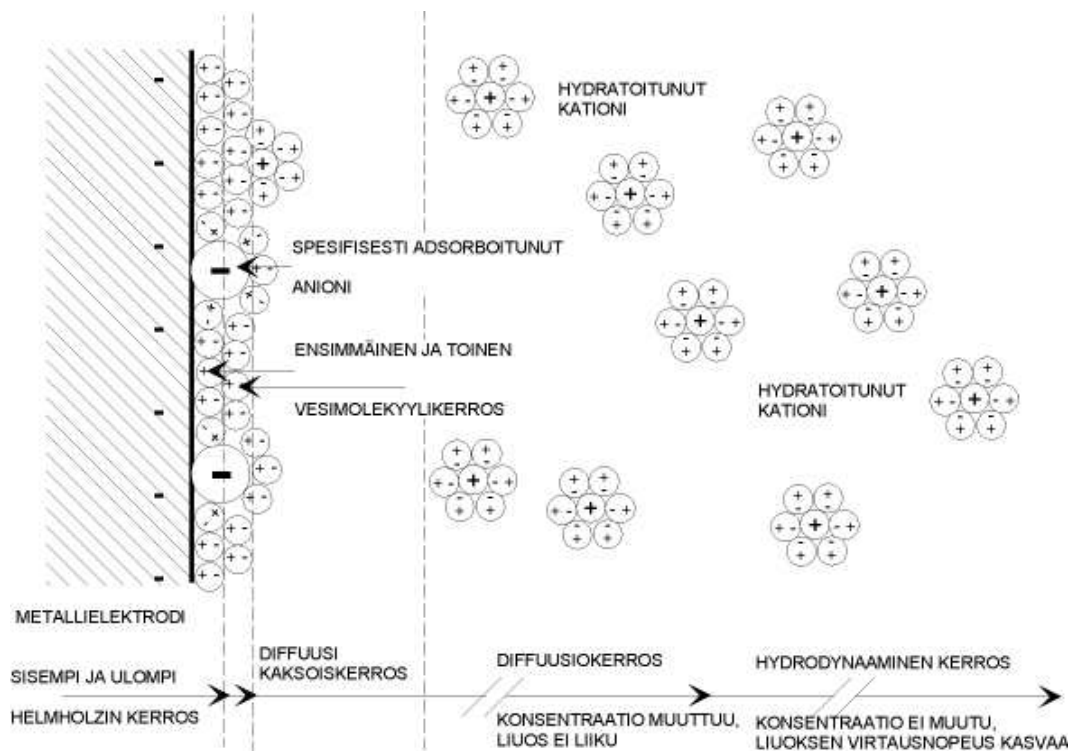 HYDRATOITUNUT
KATIONI
SPESIFISESTI ADSORBOITUNUT
ANIONI
ENSIMMÄINEN JA TOINEN
VESIMOLEKYYLIKERROS
HYDRATOITUNUT
KATIONI
METALLIELEKTRODI
SISEMPI JA ULOMPI
HELMHOLZIN KERROS
DIFFUUSI
KAKSOISKERROS
DIFFUUSIOKERROS
KONSENTRAATIO MUUTTUU,
LIUOS EI LIIKU
HYDRODYNAAMINEN KERROS
KONSENTRAATIO EI MUUTU,
LIUOKSEN VIRTAUSNOPEUS KASVAA